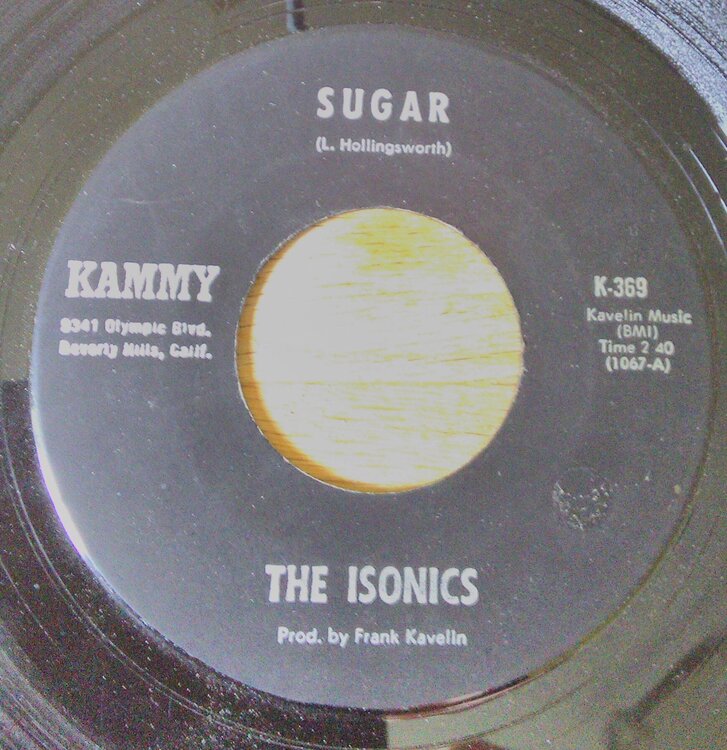 SUGAR
(L. Hollingsworth)
KAMMY
9341 Olympic Blvd.
Beverly Hills, Calif.
K-369
Kavelin Music
(BMI)
Time 2 40
(1067-A)
THE ISONICS
Prod. by Frank Kavelin